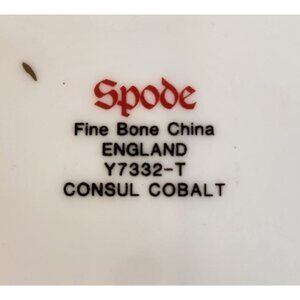 Spode
Fine Bone China
ENGLAND
Y7332-T
CONSUL COBALT